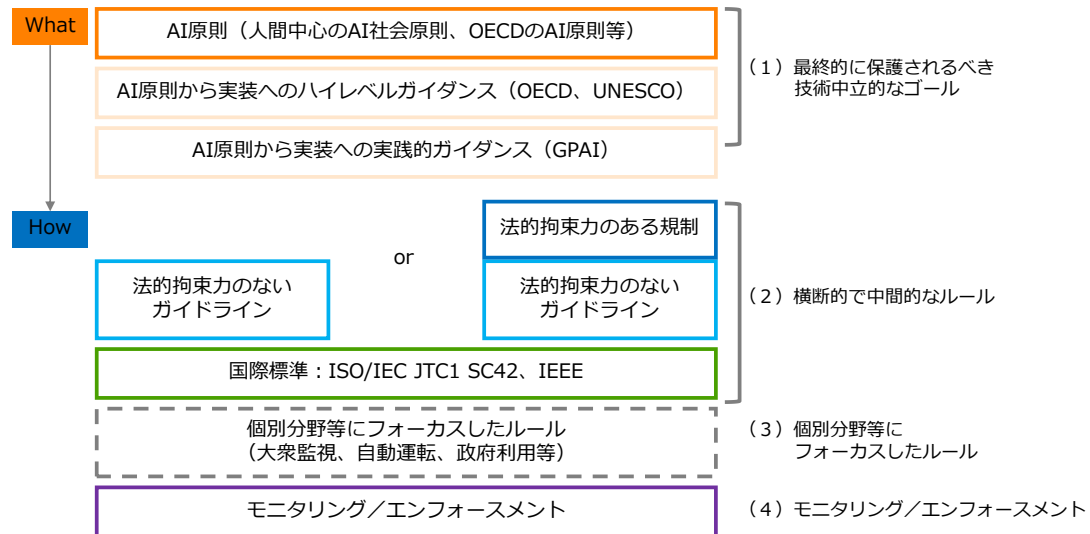 What
AI原則（人間中心のAI社会原則、OECDのAI原則等）
AI原則から実装へのハイレベルガイダンス（OECD、UNESCO）
AI原則から実装への実践的ガイダンス（GPAI）
（１）最終的に保護されるべき
技術中立的なゴール
How
法的拘束力のある規制
or
法的拘束力のない
ガイドライン
法的拘束力のない
ガイドライン
（２）横断的で中間的なルール
国際標準：ISO/IEC JTC1 SC42、IEEE
個別分野等にフォーカスしたルール
（大衆監視、自動運転、政府利用等）
（３）個別分野等に
フォーカスしたルール
モニタリング／エンフォースメント
（４）モニタリング／エンフォースメント